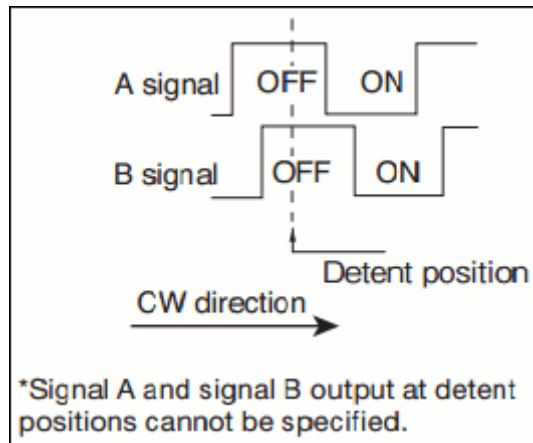 A signal OFF ON
B signal OFF ON
Detent position
CW direction
*Signal A and signal B output at detent
positions cannot be specified.